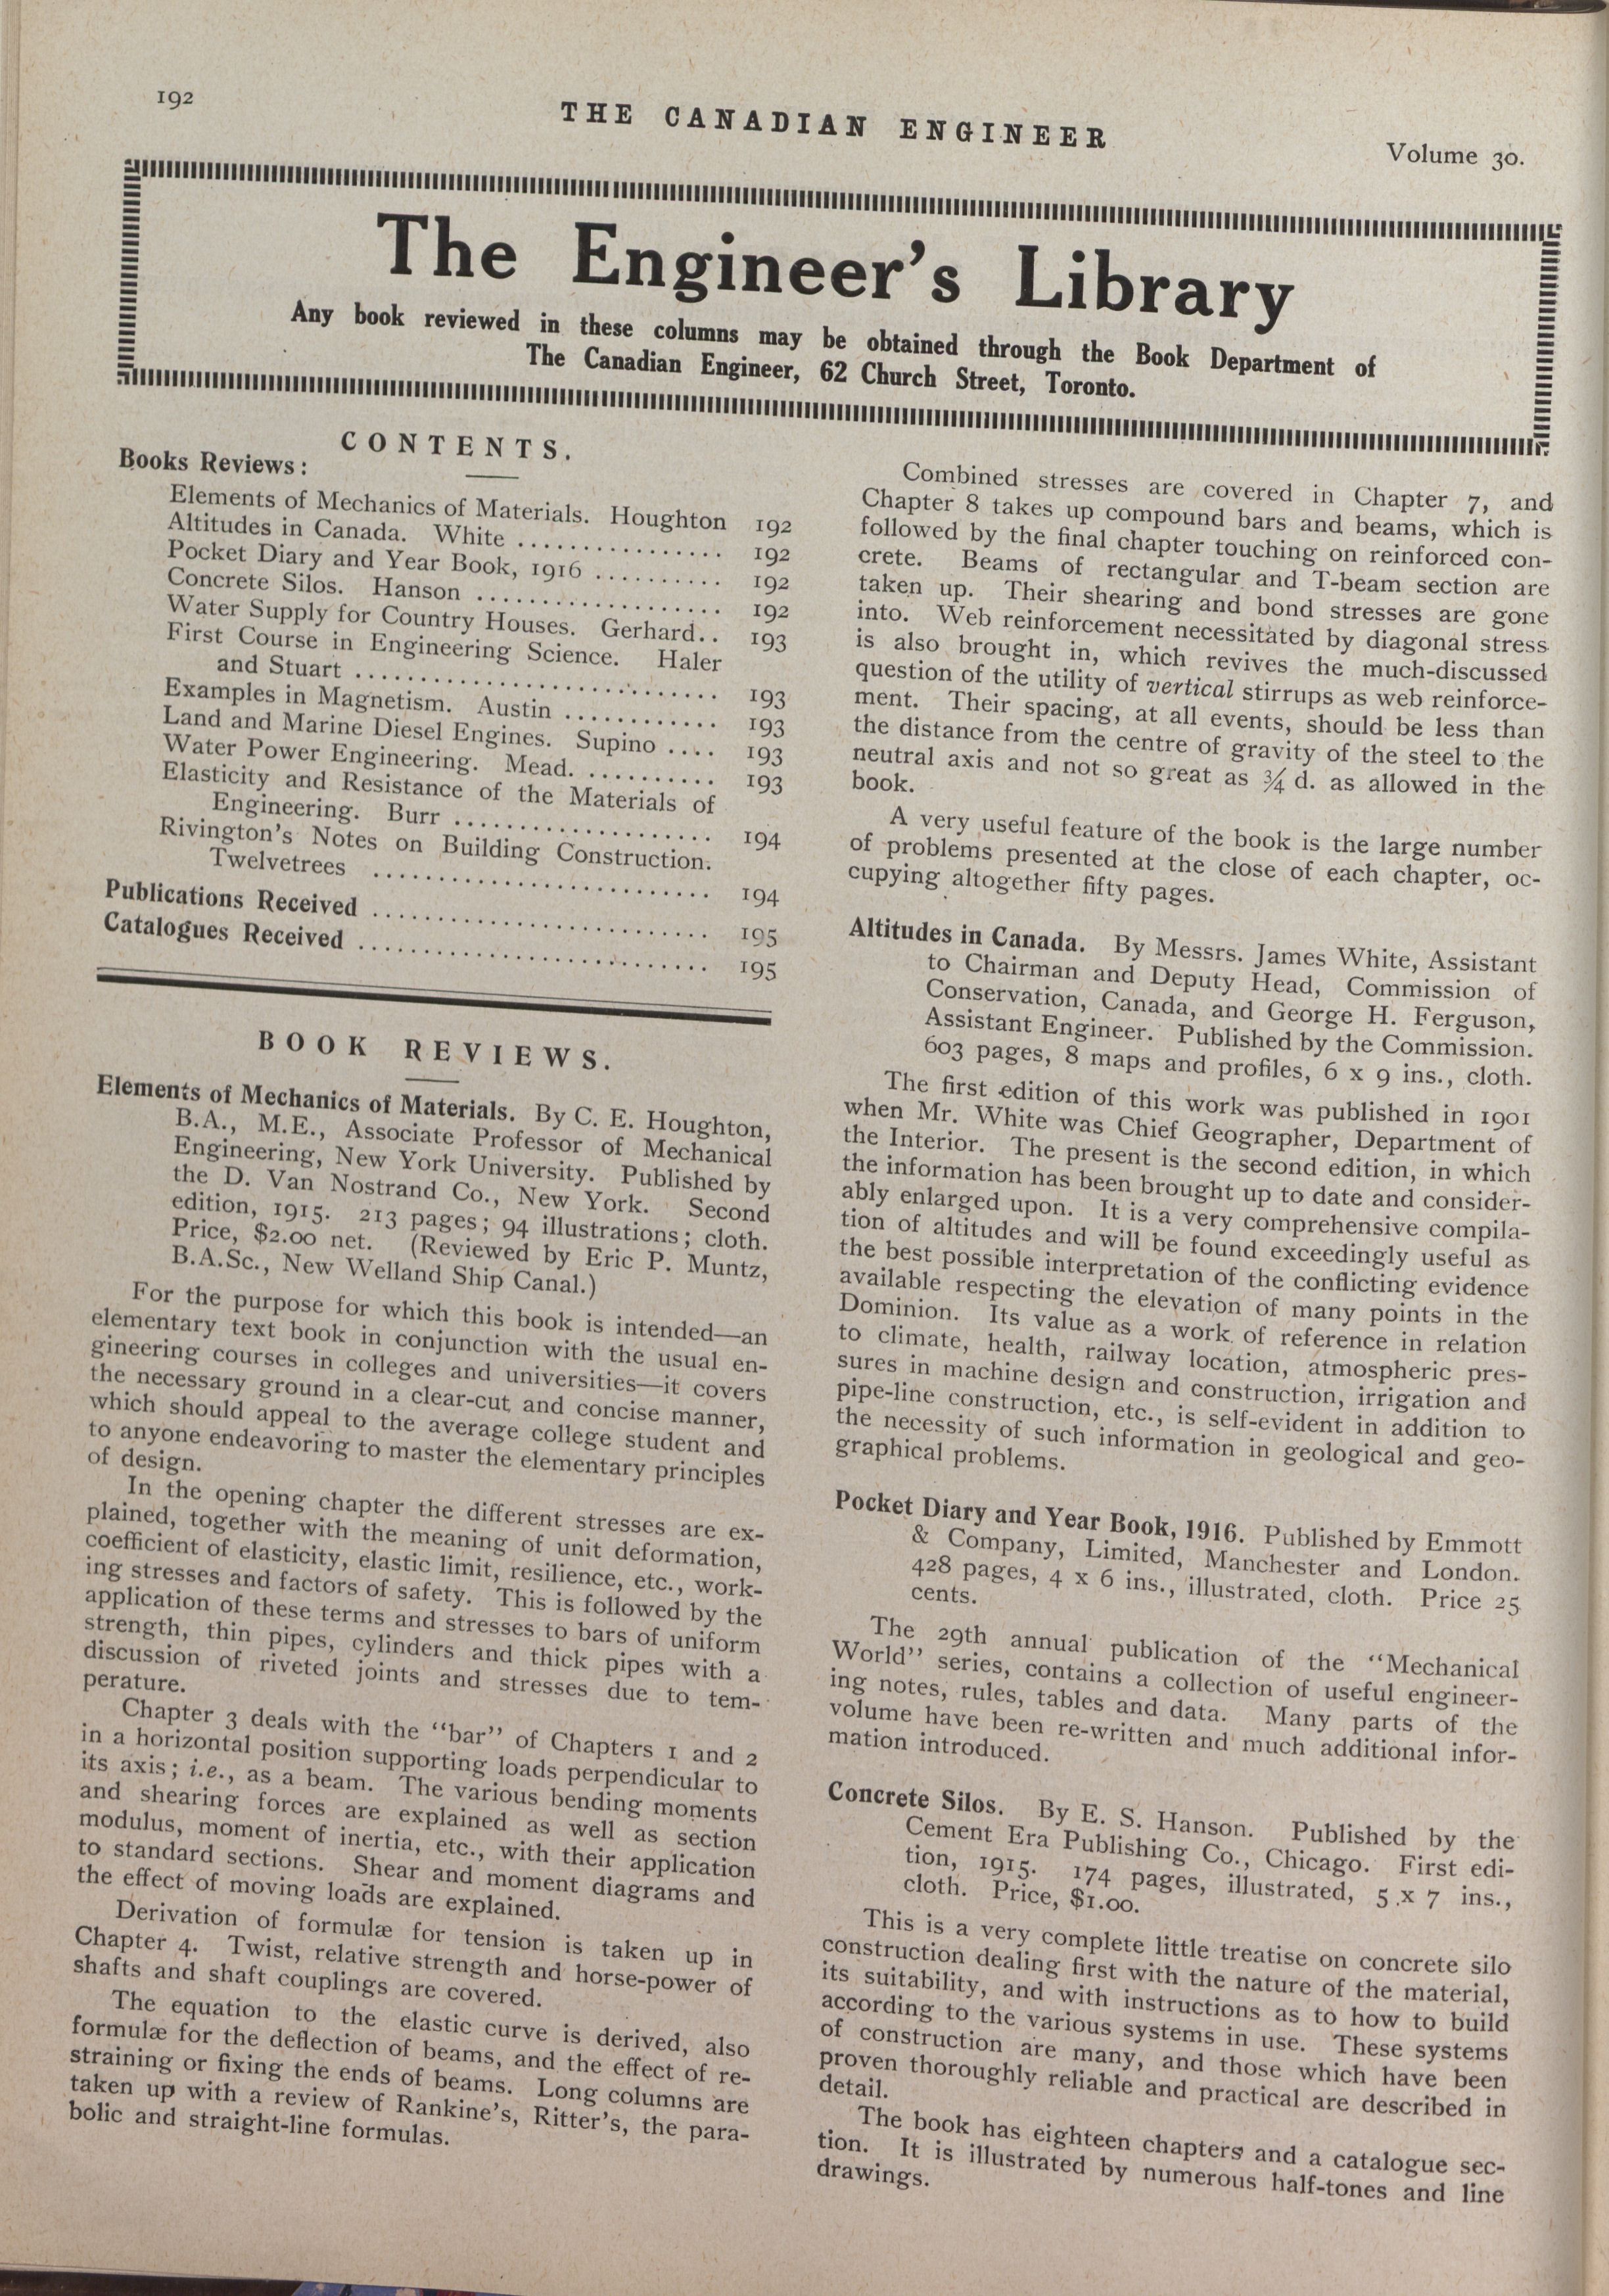 192
THE CANADIAN ENGINEER
Volume 30.
The Engineer's Library
Any book reviewed in these columns may be obtained through the Book Department of
The Canadian Engineer, 62 Church Street, Toronto.
CONTENTS.
Books Reviews:
Elements of Mechanics of Materials. Houghton 192
Altitudes in Canada. White ................ 192
Pocket Diary and Year Book, 1916 .......... 192
Concrete Silos. Hanson ................... 192
Water Supply for Country Houses. Gerhard.. 193
First Course in Engineering Science. Haler
and Stuart ............................ 193
Examples in Magnetism. Austin ............ 193
Land and Marine Diesel Engines. Supino .... 193
Water Power Engineering. Mead. .......... 193
Elasticity and Resistance of the Materials of
Engineering. Burr .................... 194
Rivington's Notes on Building Construction.
Twelvetrees .......................... 194
Publications Received .......................... 195
Catalogues Received ........................... 195
BOOK REVIEWS.
Elements of Mechanics of Materials. By C. E. Houghton,
B.A., M.E., Associate Professor of Mechanical
Engineering, New York University. Published by
the D. Van Nostrand Co., New York. Second
edition, 1915. 213 pages; 94 illustrations; cloth.
Price, $2.00 net. (Reviewed by Eric P. Muntz,
B.A.Sc., New Welland Ship Canal.)
For the purpose for which this book is intended—an
elementary text book in conjunction with the usual en-
gineering courses in colleges and universities—it covers
the necessary ground in a clear-cut and concise manner,
which should appeal to the average college student and
to anyone endeavoring to master the elementary principles
of design.
In the opening chapter the different stresses are ex-
plained, together with the meaning of unit deformation,
coefficient of elasticity, elastic limit, resilience, etc., work-
ing stresses and factors of safety. This is followed by the
application of these terms and stresses to bars of uniform
strength, thin pipes, cylinders and thick pipes with a
discussion of riveted joints and stresses due to tem-
perature.
Chapter 3 deals with the "bar" of Chapters 1 and 2
in a horizontal position supporting loads perpendicular to
its axis; i.e., as a beam. The various bending moments
and shearing forces are explained as well as section
modulus, moment of inertia, etc., with their application
to standard sections. Shear and moment diagrams and
the effect of moving loads are explained.
Derivation of formulæ for tension is taken up in
Chapter 4. Twist, relative strength and horse-power of
shafts and shaft couplings are covered.
The equation to the elastic curve is derived, also
formulæ for the deflection of beams, and the effect of re-
straining or fixing the ends of beams. Long columns are
taken up with a review of Rankine's, Ritter's, the para-
bolic and straight-line formulas.
Combined stresses are covered in Chapter 7, and
Chapter 8 takes up compound bars and beams, which is
followed by the final chapter touching on reinforced con-
crete. Beams of rectangular and T-beam section are
taken up. Their shearing and bond stresses are gone
into. Web reinforcement necessitated by diagonal stress
is also brought in, which revives the much-discussed
question of the utility of vertical stirrups as web reinforce-
ment. Their spacing, at all events, should be less than
the distance from the centre of gravity of the steel to the
neutral axis and not so great as ¾ d. as allowed in the
book.
A very useful feature of the book is the large number
of problems presented at the close of each chapter, oc-
cupying altogether fifty pages.
Altitudes in Canada. By Messrs. James White, Assistant
to Chairman and Deputy Head, Commission of
Conservation, Canada, and George H. Ferguson,
Assistant Engineer. Published by the Commission.
603 pages, 8 maps and profiles, 6 x 9 ins., cloth.
The first edition of this work was published in 1901
when Mr. White was Chief Geographer, Department of
the Interior. The present is the second edition, in which
the information has been brought up to date and consider-
ably enlarged upon. It is a very comprehensive compila-
tion of altitudes and will be found exceedingly useful as
the best possible interpretation of the conflicting evidence
available respecting the elevation of many points in the
Dominion. Its value as a work of reference in relation
to climate, health, railway location, atmospheric pres-
sures in machine design and construction, irrigation and
pipe-line construction, etc., is self-evident in addition to
the necessity of such information in geological and geo-
graphical problems.
Pocket Diary and Year Book, 1916. Published by Emmott
& Company, Limited, Manchester and London.
428 pages, 4 x 6 ins., illustrated, cloth. Price 25
cents.
The 29th annual publication of the "Mechanical
World" series, contains a collection of useful engineer-
ing notes, rules, tables and data. Many parts of the
volume have been re-written and much additional infor-
mation introduced.
Concrete Silos. By E. S. Hanson. Published by the
Cement Era Publishing Co., Chicago. First edi-
tion, 1915. 174 pages, illustrated, 5 x 7 ins.,
cloth. Price, $1.00.
This is a very complete little treatise on concrete silo
construction dealing first with the nature of the material,
its suitability, and with instructions as to how to build
according to the various systems in use. These systems
of construction are many, and those which have been
proven thoroughly reliable and practical are described in
detail.
The book has eighteen chapters and a catalogue sec-
tion. It is illustrated by numerous half-tones and line
drawings.